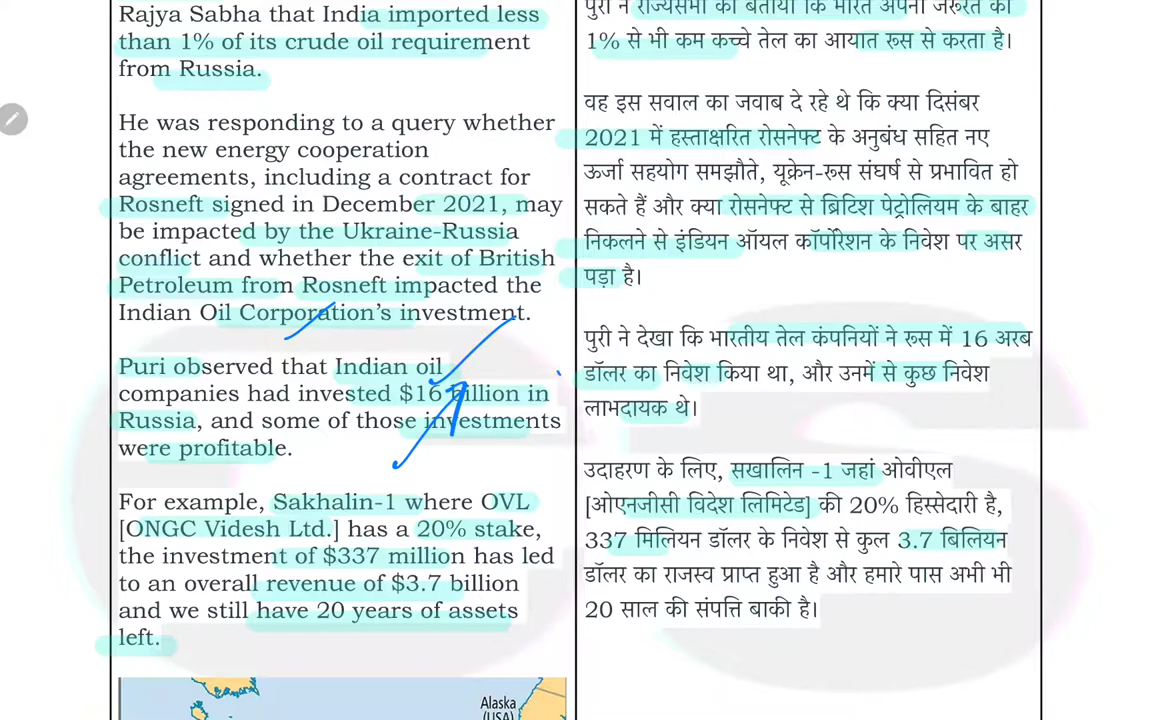 Rajya Sabha that India imported less
than 1% of its crude oil requirement
from Russia.
He was responding to a query whether
the new energy cooperation
agreements, including a contract for
Rosneft signed in December 2021, may
be impacted by the Ukraine-Russia
conflict and whether the exit of British
Petroleum from Rosneft impacted the
Indian Oil Corporation's investment.
Puri observed that Indian oil
companies had invested $16 billion in
Russia, and some of those investments
were profitable.
For example, Sakhalin-1 where OVL
[ONGC Videsh Ltd.] has a 20% stake,
the investment of $337 million has led
to an overall revenue of $3.7 billion
and we still have 20 years of assets
left.
Alaska
(USA)
पुरी ने राज्यसभा को बताया कि भारत अपनी जरूरत का
1% से भी कम कच्चे तेल का आयात रूस से करता है।
वह इस सवाल का जवाब दे रहे थे कि क्या दिसंबर
2021 में हस्ताक्षरित रोसनेफ्ट के अनुबंध सहित नए
ऊर्जा सहयोग समझौते, यूक्रेन-रूस संघर्ष से प्रभावित हो
सकते हैं और क्या रोसनेफ्ट से ब्रिटिश पेट्रोलियम के बाहर
निकलने से इंडियन ऑयल कॉर्पोरेशन के निवेश पर असर
पड़ा है।
पुरी ने देखा कि भारतीय तेल कंपनियों ने रूस में 16 अरब
डॉलर का निवेश किया था, और उनमें से कुछ निवेश
लाभदायक थे।
उदाहरण के लिए, सखालिन -1 जहां ओवीएल
[ओएनजीसी विदेश लिमिटेड] की 20% हिस्सेदारी है,
337 मिलियन डॉलर के निवेश से कुल 3.7 बिलियन
डॉलर का राजस्व प्राप्त हुआ है और हमारे पास अभी भी
20 साल की संपत्ति बाकी है।